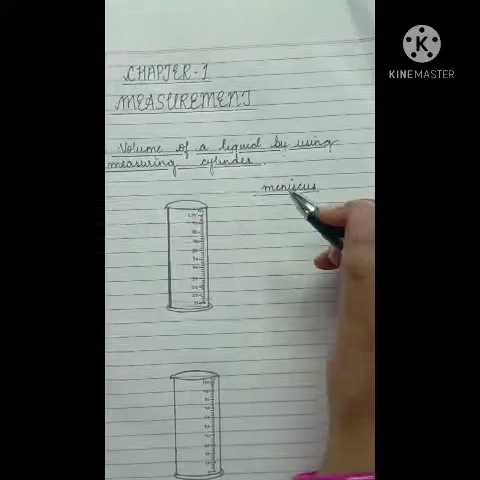 K
KINEMASTER
CHAPTER-1
MEASUREMENT
Volume of a liquid by using
measuring cylinder.
meniscus